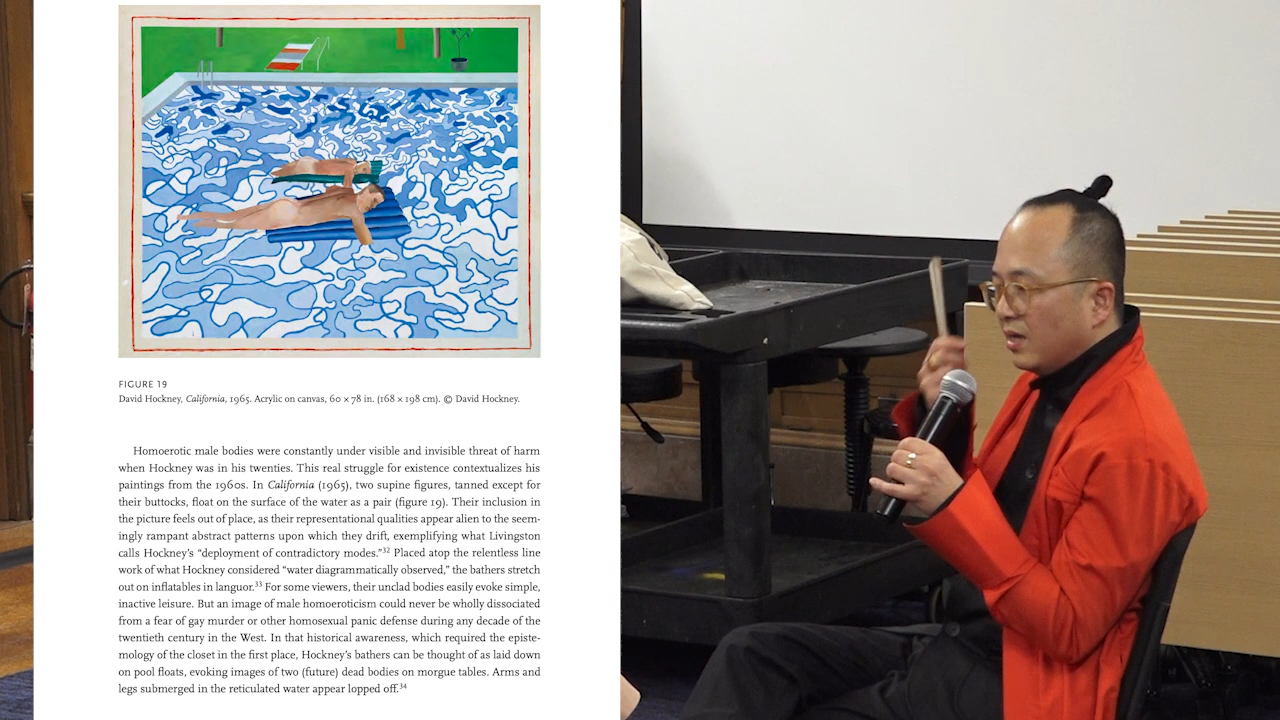 FIGURE 19
David Hockney, California, 1965. Acrylic on canvas, 60 × 78 in. (168 × 198 cm). © David Hockney.
Homoerotic male bodies were constantly under visible and invisible threat of harm
when Hockney was in his twenties. This real struggle for existence contextualizes his
paintings from the 1960s. In California (1965), two supine figures, tanned except for
their buttocks, float on the surface of the water as a pair (figure 19). Their inclusion in
the picture feels out of place, as their representational qualities appear alien to the seem-
ingly rampant abstract patterns upon which they drift, exemplifying what Livingston
calls Hockney's “deployment of contradictory modes.”32 Placed atop the relentless line
work of what Hockney considered “water diagrammatically observed,” the bathers stretch
out on inflatables in languor.33 For some viewers, their unclad bodies easily evoke simple,
inactive leisure. But an image of male homoeroticism could never be wholly dissociated
from a fear of gay murder or other homosexual panic defense during any decade of the
twentieth century in the West. In that historical awareness, which required the episte-
mology of the closet in the first place, Hockney's bathers can be thought of as laid down
on pool floats, evoking images of two (future) dead bodies on morgue tables. Arms and
legs submerged in the reticulated water appear lopped off.34